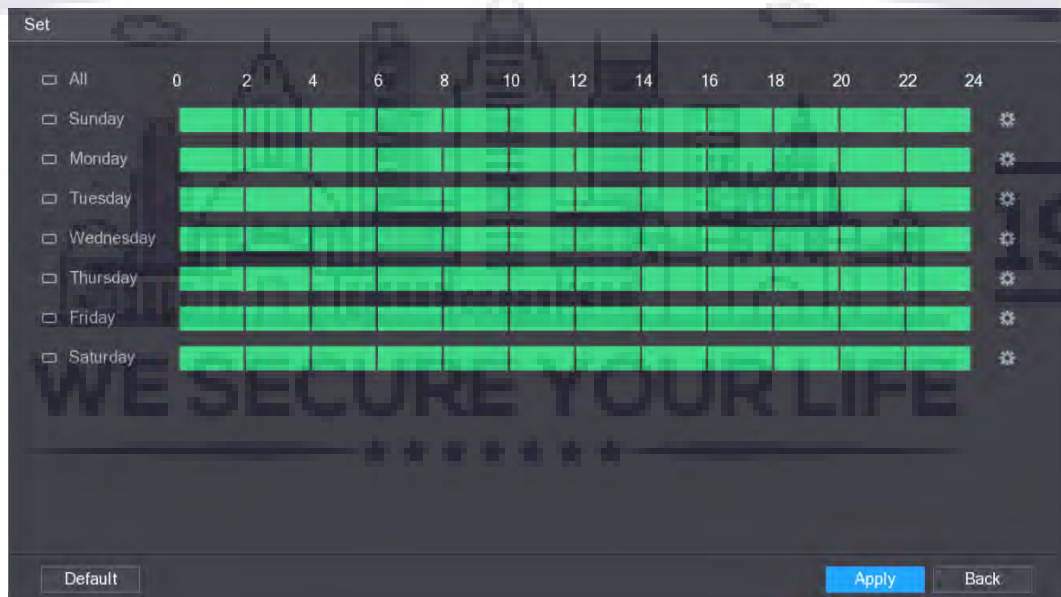 Set
All 0 2 4 6 8 10 12 14 16 18 20 22 24
Sunday
Monday
Tuesday
Wednesday
19
Thursday
Friday
Saturday
WE SECURE YOUR LIFE
Default Apply Back